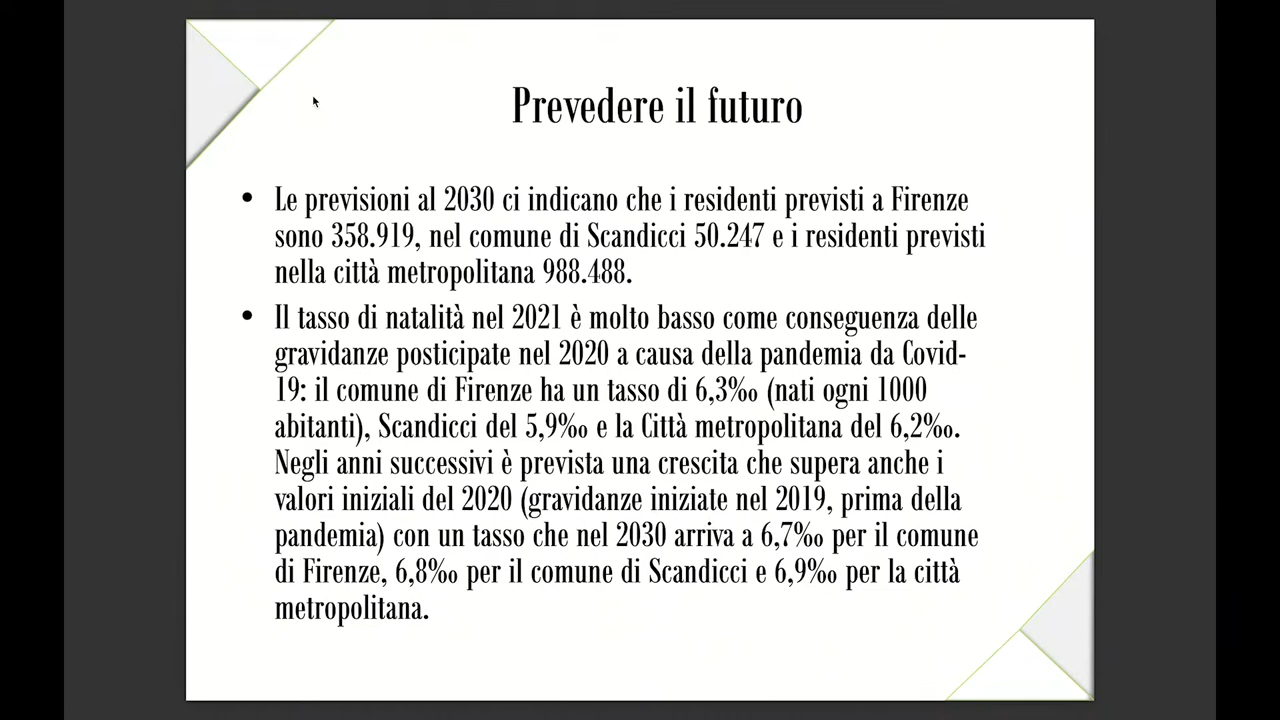 Prevedere il futuro
• Le previsioni al 2030 ci indicano che i residenti previsti a Firenze
sono 358.919, nel comune di Scandicci 50.247 e i residenti previsti
nella città metropolitana 988.488.
• Il tasso di natalità nel 2021 è molto basso come conseguenza delle
gravidanze posticipate nel 2020 a causa della pandemia da Covid-
19: il comune di Firenze ha un tasso di 6,3‰ (nati ogni 1000
abitanti), Scandicci del 5,9‰ e la Città metropolitana del 6,2‰.
Negli anni successivi è prevista una crescita che supera anche i
valori iniziali del 2020 (gravidanze iniziate nel 2019, prima della
pandemia) con un tasso che nel 2030 arriva a 6,7‰ per il comune
di Firenze, 6,8‰ per il comune di Scandicci e 6,9‰ per la città
metropolitana.